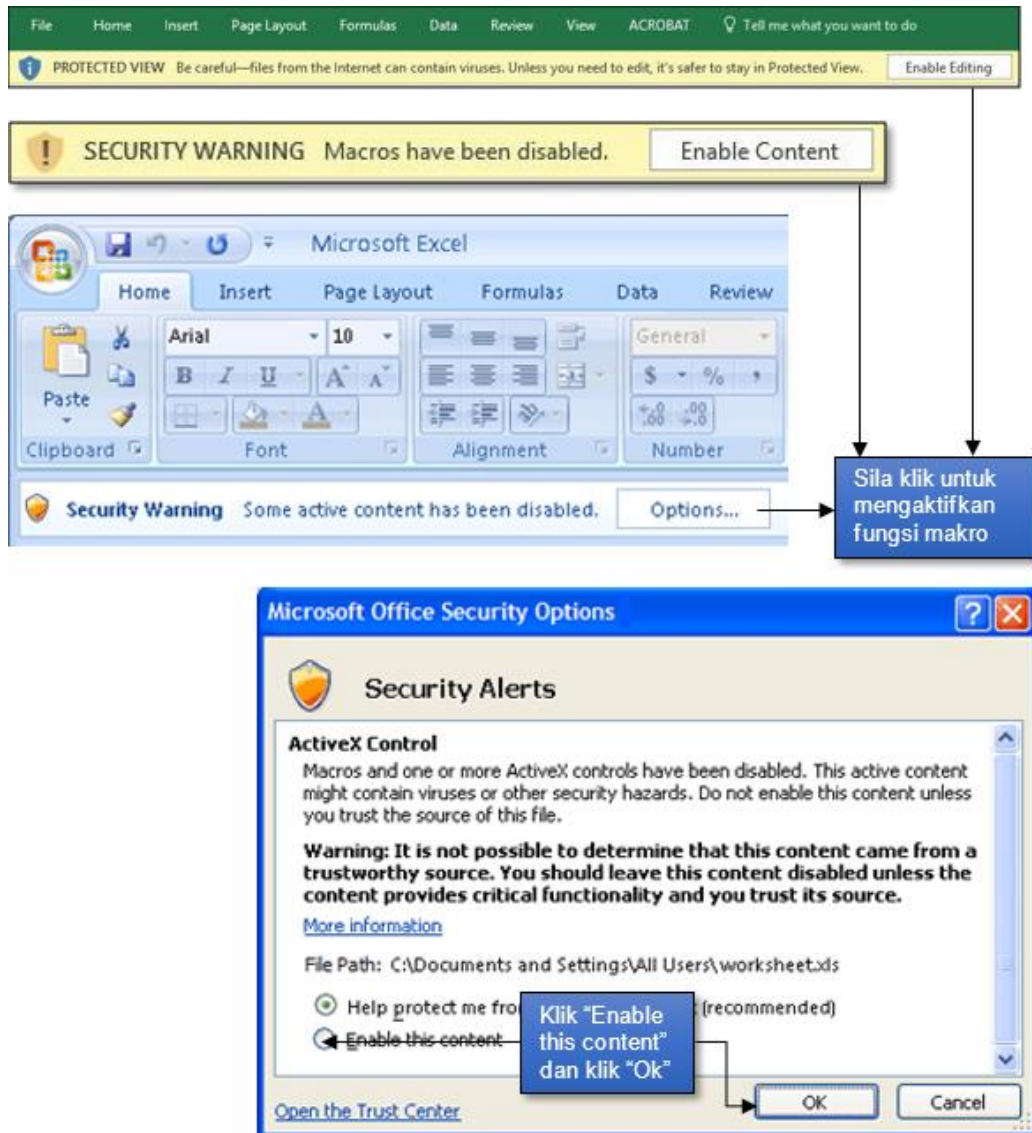 File Home Insert Page Layout Formulas Data Review View ACROBAT Tell me what you want to do
PROTECTED VIEW Be careful—files from the Internet can contain viruses. Unless you need to edit, it's safer to stay in Protected View. Enable Editing
SECURITY WARNING Macros have been disabled. Enable Content
Microsoft Excel
Home Insert Page Layout Formulas Data Review View
Arial 10 General
B I U A A $ % ,
Paste A .00 .00
Clipboard Font Alignment Number
Security Warning Some active content has been disabled. Options...
Sila klik untuk
mengaktifkan
fungsi makro
Microsoft Office Security Options
Security Alerts
ActiveX Control
Macros and one or more ActiveX controls have been disabled. This active content
might contain viruses or other security hazards. Do not enable this content unless
you trust the source of this file.
Warning: It is not possible to determine that this content came from a
trustworthy source. You should leave this content disabled unless the
content provides critical functionality and you trust its source.
More information
File Path: C:\Documents and Settings\All Users\worksheet.xls
Help protect me from (recommended)
Enable this content
Klik “Enable
this content”
dan klik “Ok”
Open the Trust Center OK Cancel